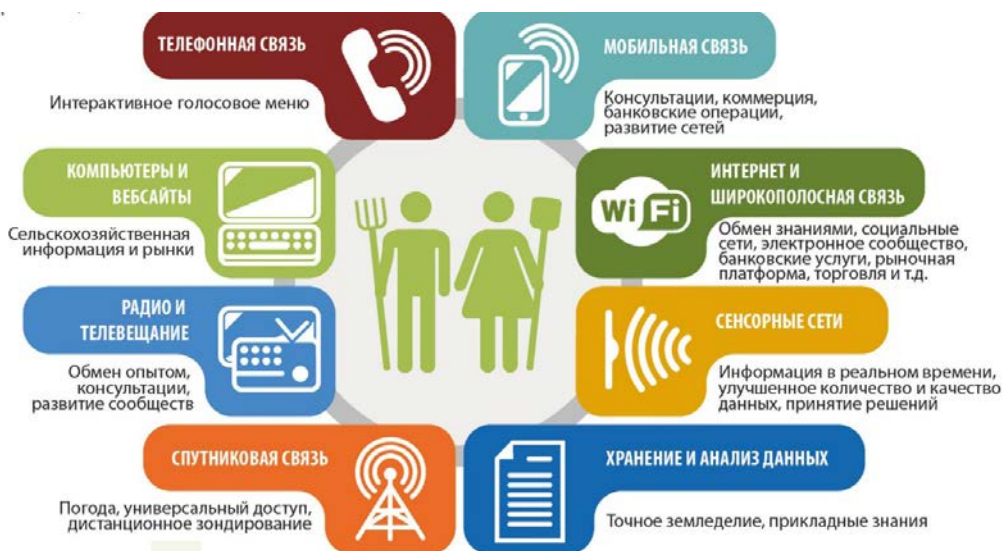 ТЕЛЕФОННАЯ СВЯЗЬ
Интерактивное голосовое меню
МОБИЛЬНАЯ СВЯЗЬ
Консультации, коммерция,
банковские операции,
развитие сетей
КОМПЬЮТЕРЫ И
ВЕБСАЙТЫ
Сельскохозяйственная
информация и рынки
ИНТЕРНЕТ И
ШИРОКОПОЛОСНАЯ СВЯЗЬ
Wi Fi
Обмен знаниями, социальные
сети, электронное сообщество,
банковские услуги, рыночная
платформа, торговля и т.д.
РАДИО И
ТЕЛЕВЕЩАНИЕ
Обмен опытом,
консультации,
развитие сообществ
СЕНСОРНЫЕ СЕТИ
Информация в реальном времени,
улучшенное количество и качество
данных, принятие решений
СПУТНИКОВАЯ СВЯЗЬ
Погода, универсальный доступ,
дистанционное зондирование
ХРАНЕНИЕ И АНАЛИЗ ДАННЫХ
Точное земледелие, прикладные знания